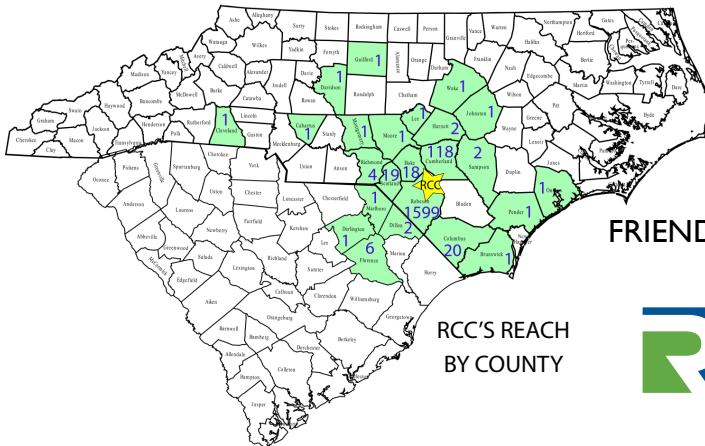 Ashe
Alleghany
Surry
Stokes
Rockingham
Caswell
Person
Granville
Vance
Warren
Northampton
Gates
Hertford
Halifax
Watauga
Wilkes
Yadkin
Forsyth
Guilford 1
Alamance
Orange
Durham
Franklin
Nash
Bertie
Avery
Caldwell
Alexander
Davie
Iredell
Davidson
1
Randolph
Chatham
Wake
1
Edgecombe
Wilson
Martin
Washington
Tyrrell
Dare
Madison
Yancey
McDowell
Burke
Catawba
Rowan
Lee
1
Johnston
1
Greene
Pitt
Hyde
Swain
Haywood
Buncombe
Rutherford
Cleveland
1
Lincoln
Gaston
Cabarrus
1
Stanly
Montgomery
1
Moore
1
Harnett
2
Wayne
Lenoir
Graham
Cherokee
Clay
Macon
Jackson
Transylvania
Henderson
Polk
Mecklenburg
Union
Anson
Richmond
4
Scotland
19
Hoke
18
Cumberland
118
Sampson
2
Duplin
Jones
Onslow
1
Cherokee
York
Lancaster
Chesterfield
Marlboro
1
RCC
Robeson
1599
Bladen
Pender
1
Oconee
Pickens
Greenville
Spartanburg
Union
Chester
Anderson
Laurens
Fairfield
Kershaw
Lee
Darlington
1
Dillon
2
Columbus
20
Brunswick
1
New
Hanover
Abbeville
Greenwood
Newberry
Florence
6
Marion
Horry
McCormick
Saluda
Lexington
Richland
Sumter
Edgefield
Calhoun
Clarendon
Williamsburg
Georgetown
Aiken
Orangeburg
Barnwell
Bamberg
Dorchester
Berkeley
Allendale
Hampton
Colleton
Jasper
FRIEND
RCC'S REACH
BY COUNTY